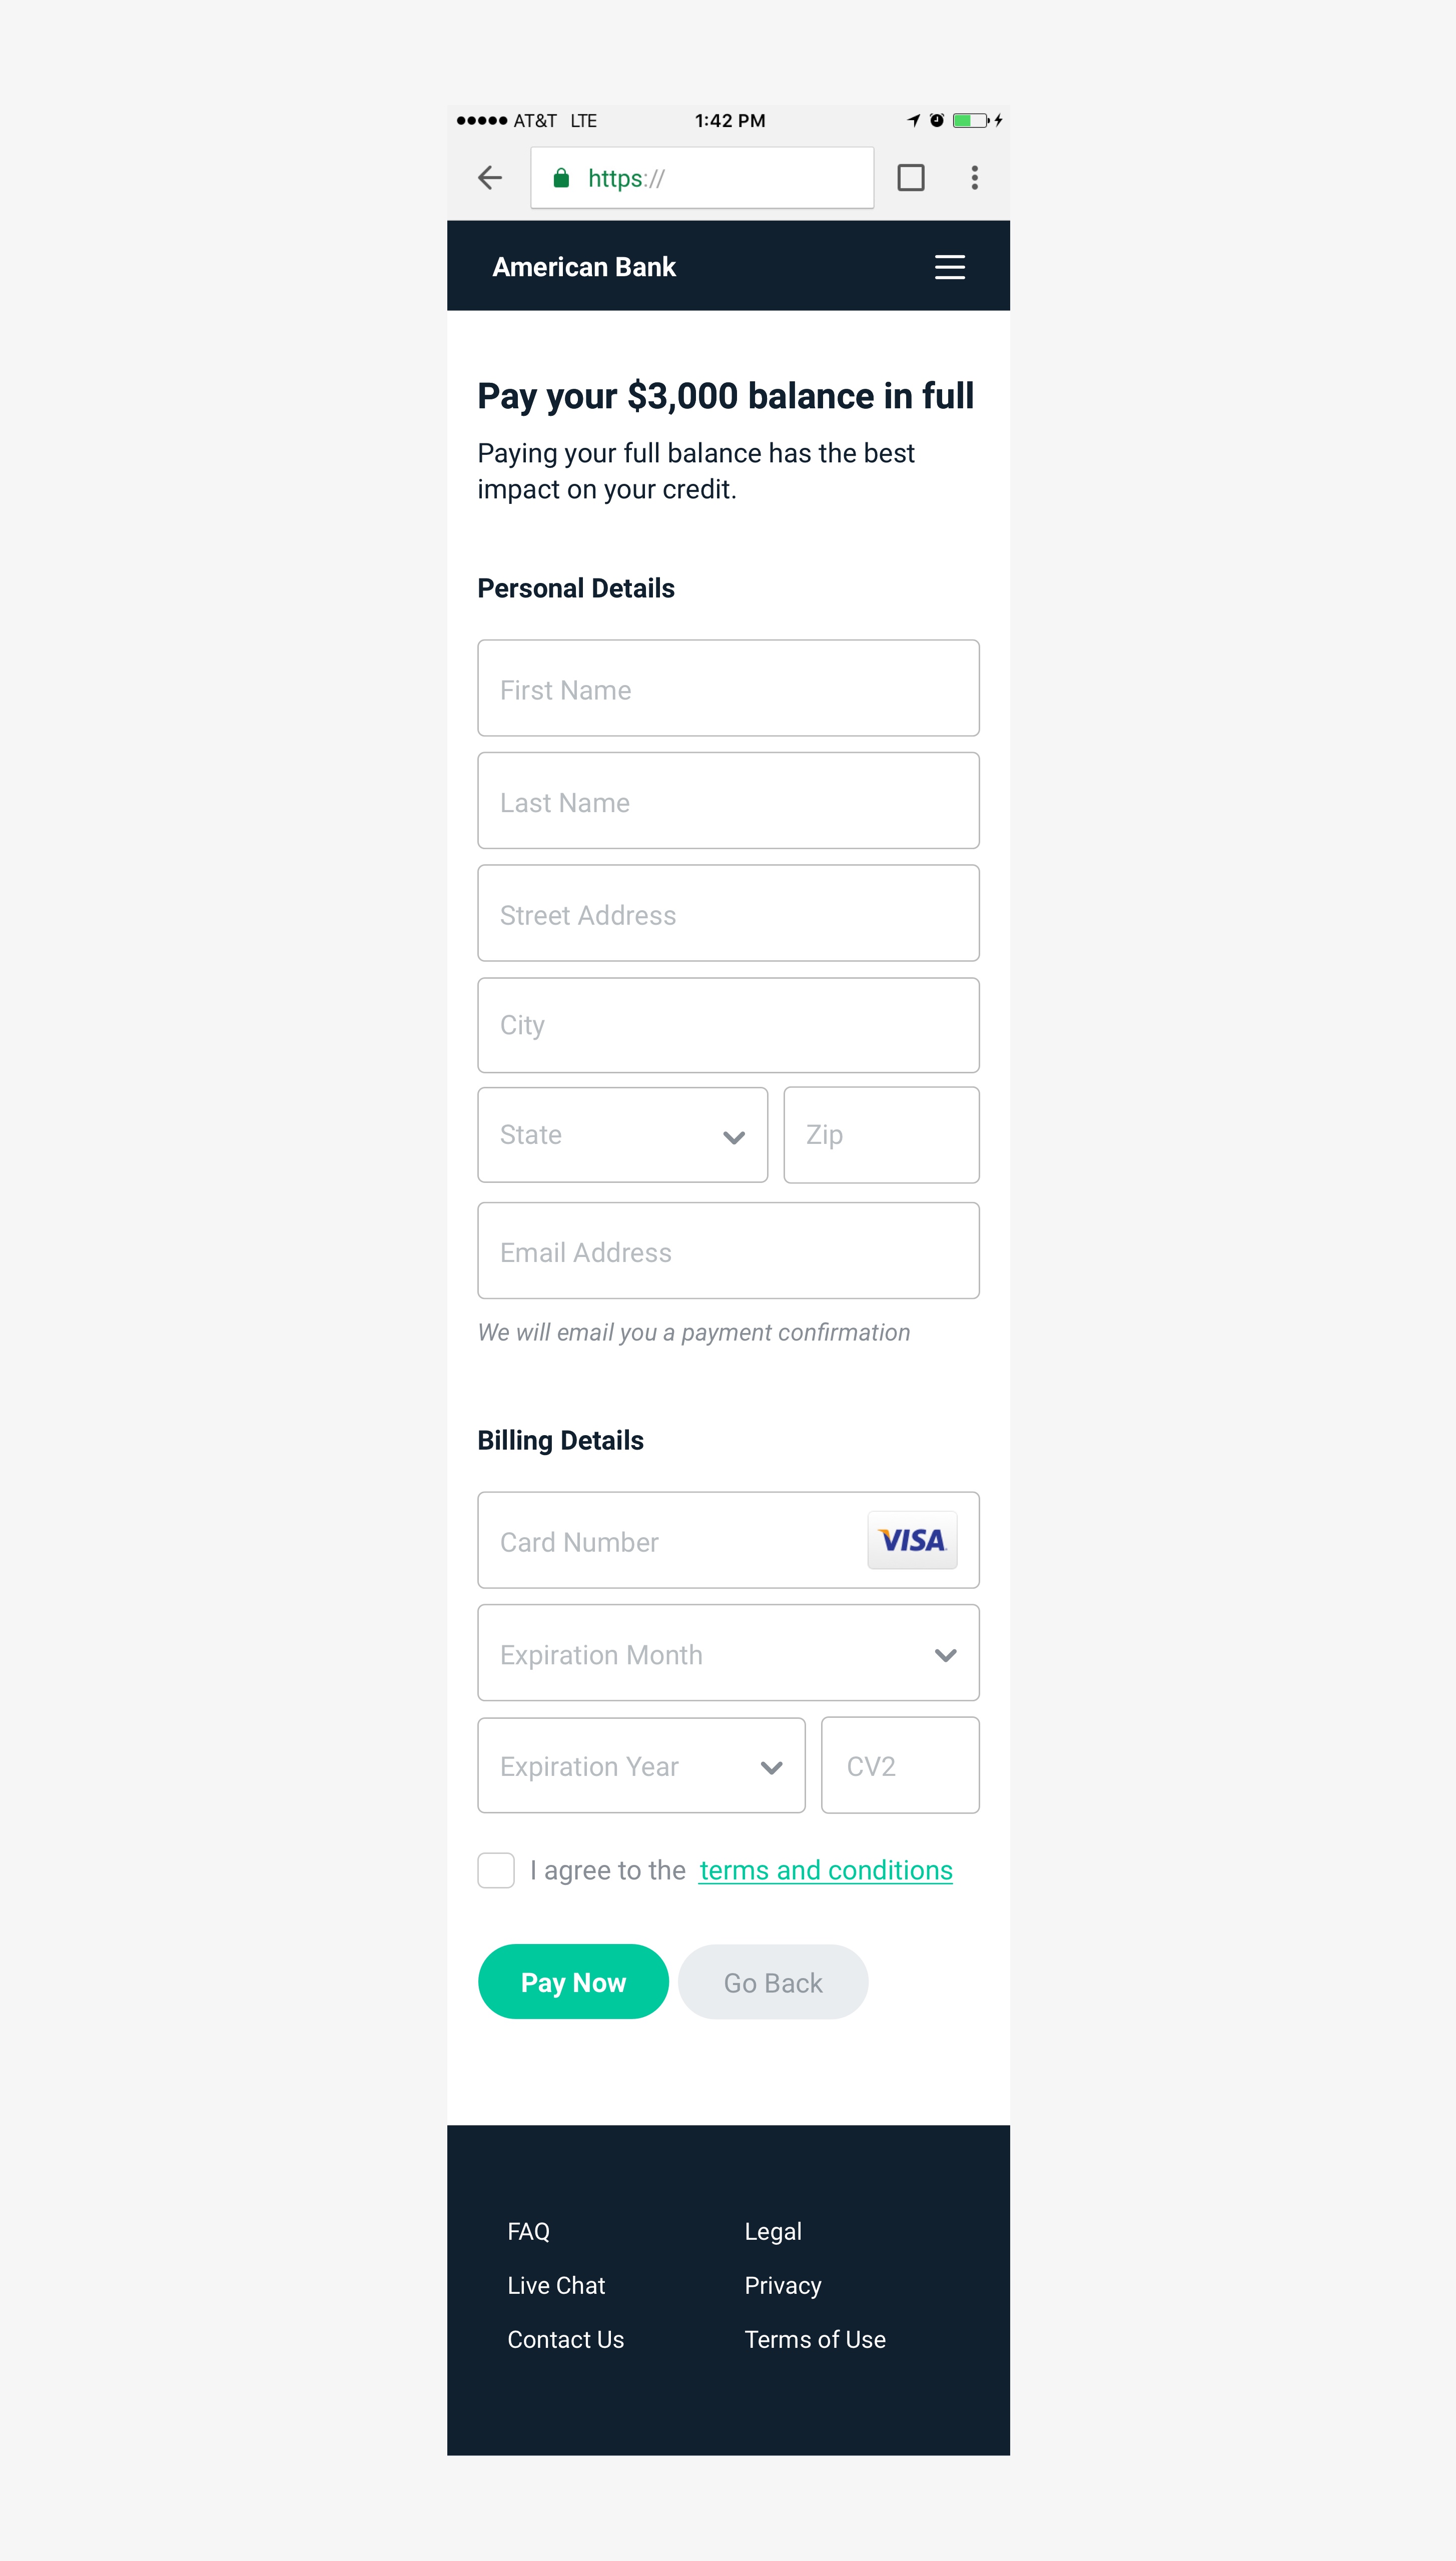 AT&T LTE 1:42 PM
https://
American Bank
Pay your $3,000 balance in full
Paying your full balance has the best
impact on your credit.
Personal Details
First Name
Last Name
Street Address
City
State Zip
Email Address
We will email you a payment confirmation
Billing Details
Card Number VISA
Expiration Month
Expiration Year CV2
I agree to the terms and conditions
Pay Now Go Back
FAQ Legal
Live Chat Privacy
Contact Us Terms of Use